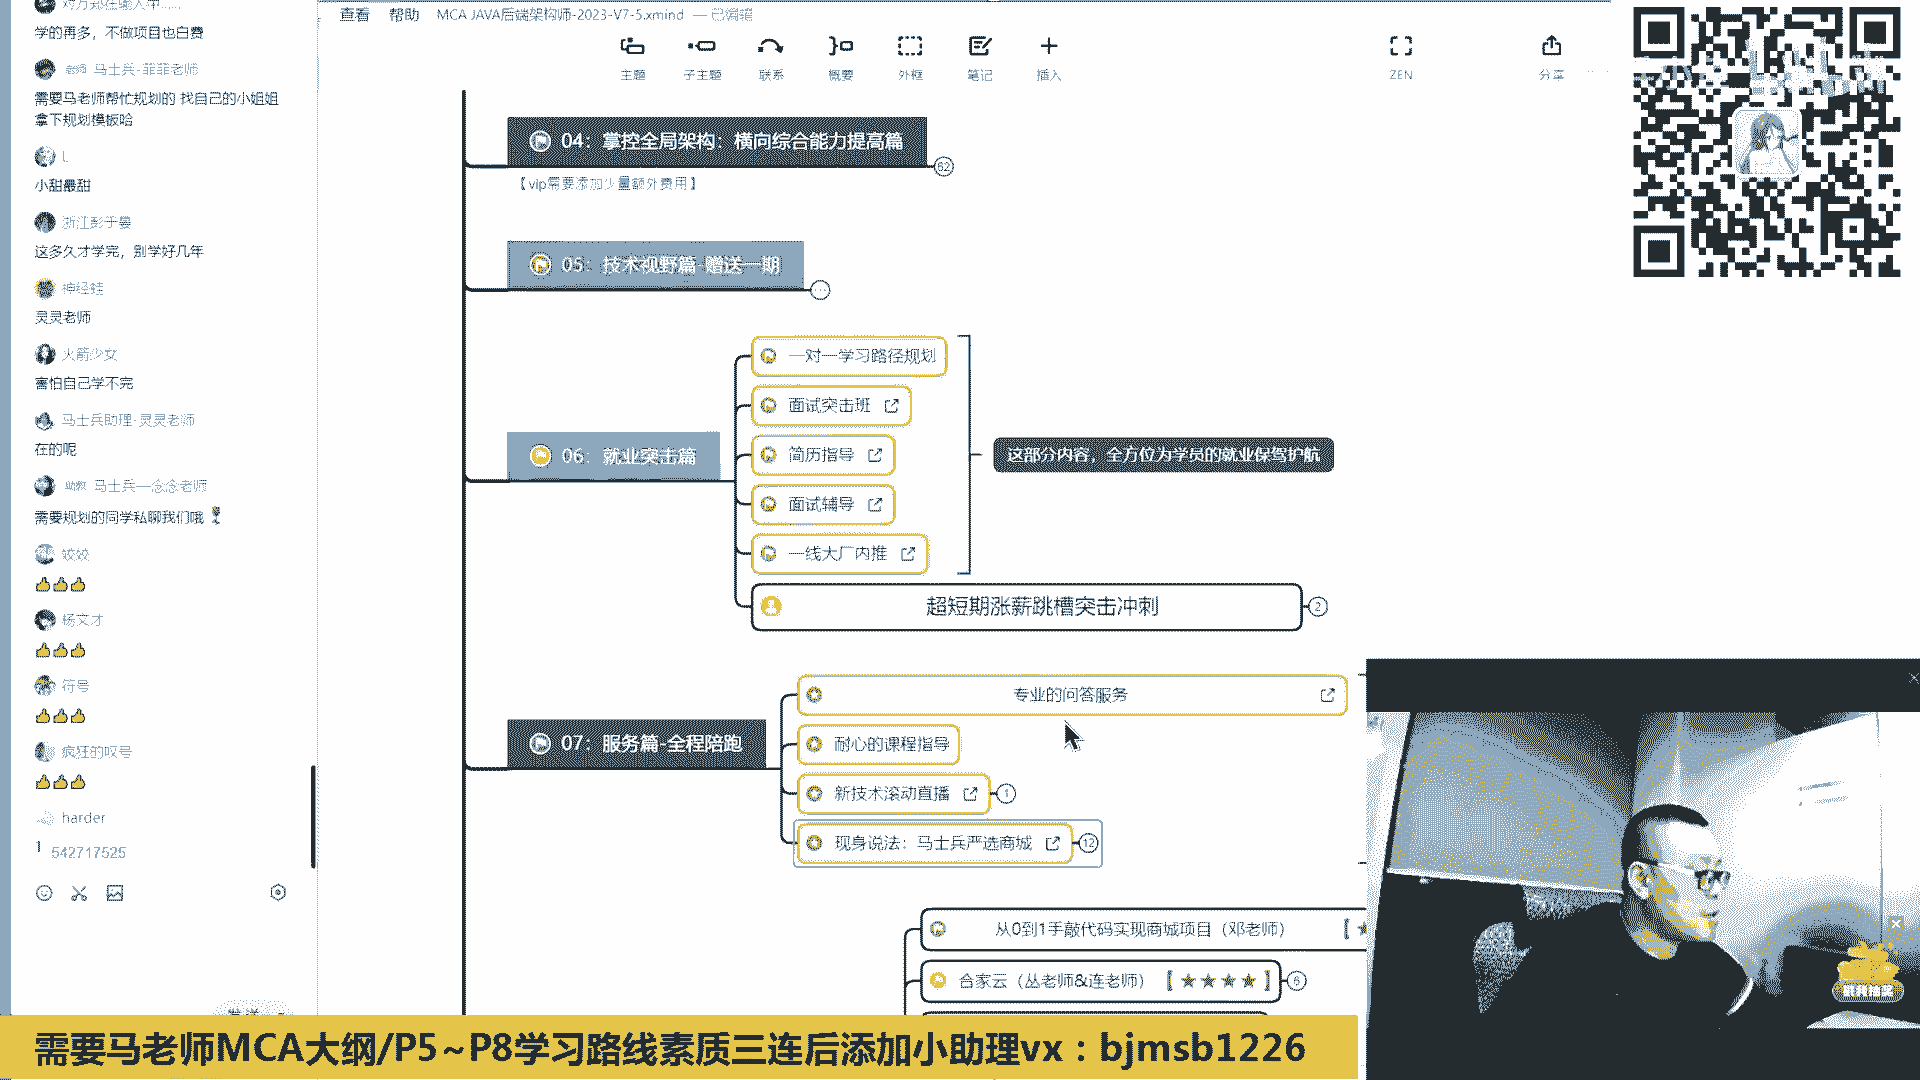 学的再多，不做项目也白费
马士兵-菲菲老师
需要马老师帮忙规划的 找自己的小姐姐
拿下规划模板哈
L
小甜最甜
浙江彭于晏
这多久才学完，别学好几年
神经蛙
灵灵老师
火箭少女
害怕自己学不完
马士兵助理-灵灵老师
在的呢
助教 马士兵—念念老师
需要规划的同学私聊我们哦
姣姣
杨文才
符号
疯狂的叹号
harder
1
542717525
查看 帮助 MCA JAVA后端架构师-2023-V7-5.xmind — 已编辑
主题 子主题 联系 概要 外框 笔记 插入 ZEN 分享
04：掌控全局架构：横向综合能力提高篇
62
【vip需要添加少量额外费用】
05：技术视野篇-赠送一期
06：就业突击篇
一对一学习路径规划
面试突击班
简历指导
面试辅导
一线大厂内推
这部分内容，全方位为学员的就业保驾护航
超短期涨薪跳槽突击冲刺
2
07：服务篇-全程陪跑
专业的问答服务
耐心的课程指导
新技术滚动直播
1
现身说法：马士兵严选商城
12
从0到1手敲代码实现商城项目（邓老师）
合家云（丛老师&连老师）【★★★★】
6
需要马老师MCA大纲/P5~P8学习路线素质三连后添加小助理vx：bjmsb1226